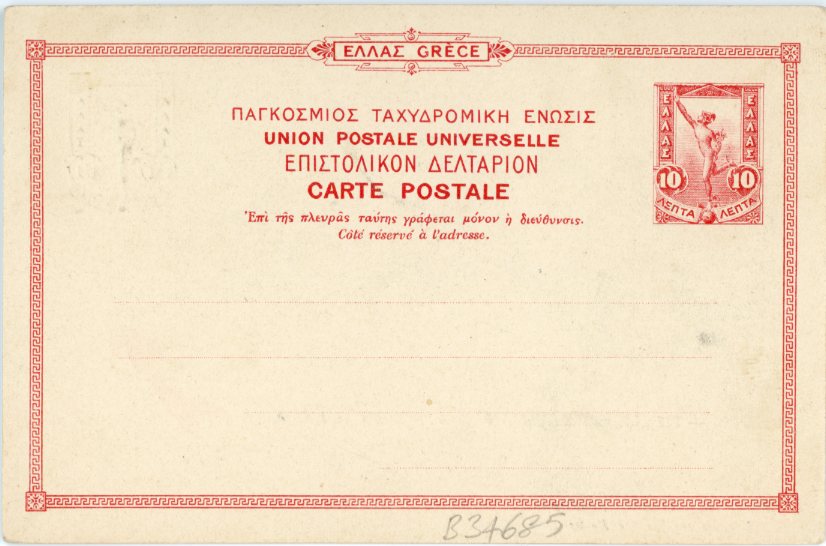 ΕΛΛΑΣ GRÈCE
ΠΑΓΚΟΣΜΙΟΣ ΤΑΧΥΔΡΟΜΙΚΗ ΕΝΩΣΙΣ
UNION POSTALE UNIVERSELLE
ΕΠΙΣΤΟΛΙΚΟΝ ΔΕΛΤΑΡΙΟΝ
CARTE POSTALE
Ἐπὶ τῆς πλευρᾶς ταύτης γράφεται μόνον ἡ διεύθυνσις.
Côté réservé à l'adresse.
ΕΛΛΑΣ ΕΛΛΑΣ
10 10
ΛΕΠΤΑ ΛΕΠΤΑ
B34685